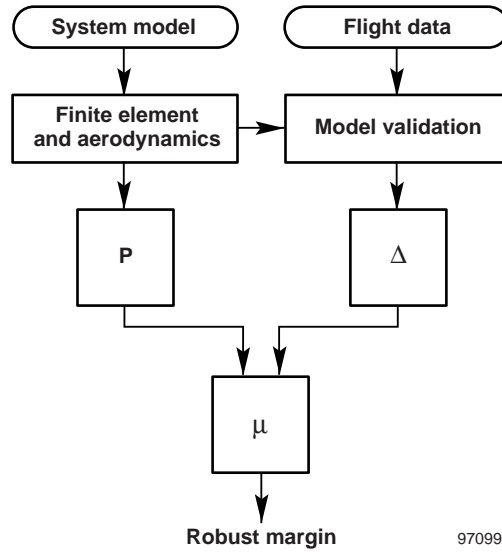 System model
Flight data
Finite element
and aerodynamics
Model validation
P
Δ
μ
Robust margin
97099